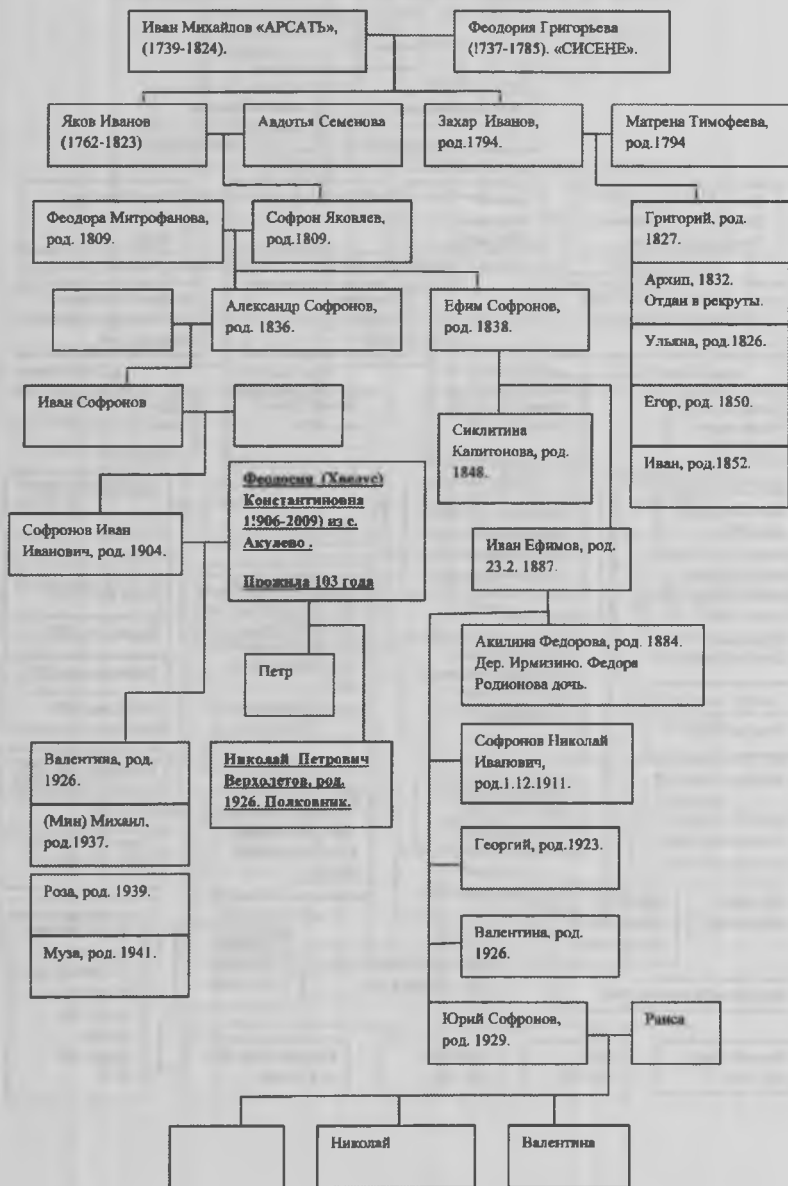 Иван Михайлов «АРСАТЬ»,
(1739-1824).
Феодория Григорьева
(!737-1785). «СИСЕНЕ».
Яков Иванов
(1762-1823)
Авдотья Семенова
Захар Иванов,
род.1794.
Матрена Тимофеева,
род.1794
Феодора Митрофанова,
род. 1809.
Софрон Яковлев,
род.1809.
Григорий, род.
1827.
Архип, 1832.
Отдан в рекруты.
Ульяна, род.1826.
Егор, род. 1850.
Иван, род.1852.
Александр Софронов,
род. 1836.
Ефим Софронов,
род. 1838.
Иван Софронов
Сиклитина
Капитонова, род.
1848.
Феодосия (Хведус)
Константиновна
1!906-2009) из с.
Акулево .
Прожила 103 года
Софронов Иван
Иванович, род. 1904.
Иван Ефимов, род.
23.2. 1887.
Акилина Федорова, род. 1884.
Дер. Ирмизино. Федора
Родионова дочь.
Петр
Николай Петрович
Верхолетов, род.
1926. Полковник.
Валентина, род.
1926.
(Мин) Михаил,
род.1937.
Роза, род. 1939.
Муза, род. 1941.
Софронов Николай
Иванович,
род.1.12.1911.
Георгий, род.1923.
Валентина, род.
1926.
Юрий Софронов,
род. 1929.
Раиса
Николай
Валентина